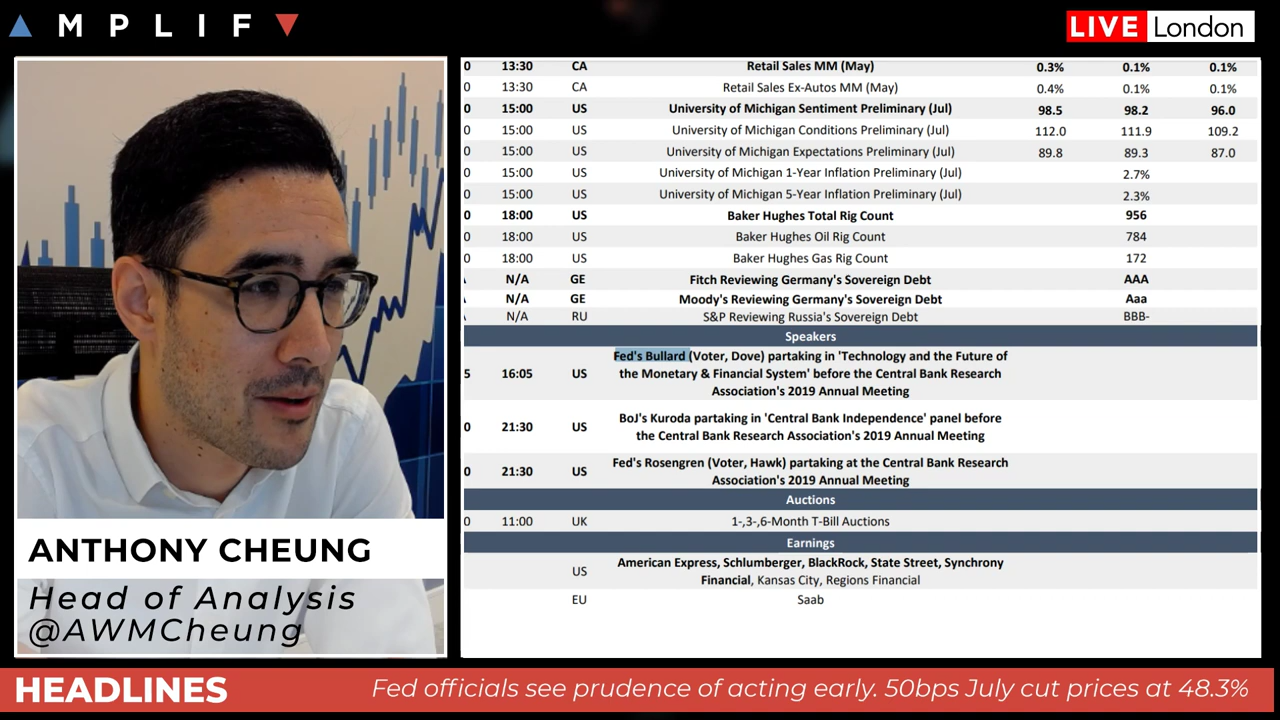 ▲ M P L I F ▼
LIVE London
0 13:30 CA Retail Sales MM (May) 0.3% 0.1% 0.1%
0 13:30 CA Retail Sales Ex-Autos MM (May) 0.4% 0.1% 0.1%
0 15:00 US University of Michigan Sentiment Preliminary (Jul) 98.5 98.2 96.0
0 15:00 US University of Michigan Conditions Preliminary (Jul) 112.0 111.9 109.2
0 15:00 US University of Michigan Expectations Preliminary (Jul) 89.8 89.3 87.0
0 15:00 US University of Michigan 1-Year Inflation Preliminary (Jul) 2.7%
0 15:00 US University of Michigan 5-Year Inflation Preliminary (Jul) 2.3%
0 18:00 US Baker Hughes Total Rig Count 956
0 18:00 US Baker Hughes Oil Rig Count 784
0 18:00 US Baker Hughes Gas Rig Count 172
N/A GE Fitch Reviewing Germany's Sovereign Debt AAA
N/A GE Moody's Reviewing Germany's Sovereign Debt Aaa
N/A RU S&P Reviewing Russia's Sovereign Debt BBB-
Speakers
Fed's Bullard (Voter, Dove) partaking in 'Technology and the Future of
5 16:05 US the Monetary & Financial System' before the Central Bank Research
Association's 2019 Annual Meeting
BoJ's Kuroda partaking in 'Central Bank Independence' panel before
0 21:30 US the Central Bank Research Association's 2019 Annual Meeting
Fed's Rosengren (Voter, Hawk) partaking at the Central Bank Research
0 21:30 US Association's 2019 Annual Meeting
Auctions
0 11:00 UK 1-,3-,6-Month T-Bill Auctions
Earnings
American Express, Schlumberger, BlackRock, State Street, Synchrony
US Financial, Kansas City, Regions Financial
EU Saab
ANTHONY CHEUNG
Head of Analysis
@AWMCheung
HEADLINES Fed officials see prudence of acting early. 50bps July cut prices at 48.3%